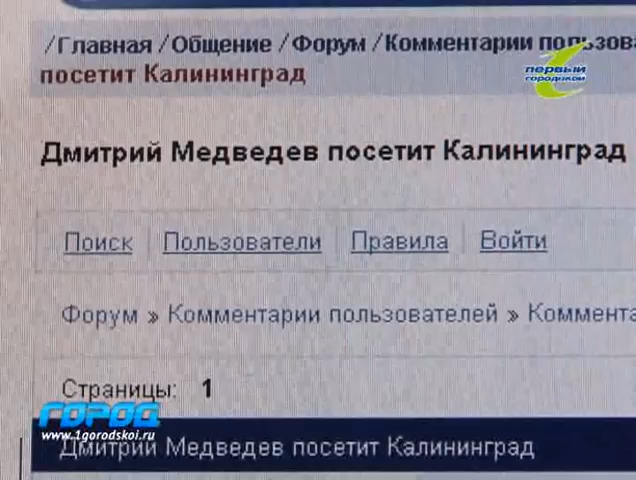 /Главная /Общение /Форум /Комментарии пользова
посетит Калининград
первый
городской
Дмитрий Медведев посетит Калининград
Поиск Пользователи Правила Войти
Форум » Комментарии пользователей » Коммента
Страницы: 1
ГОРОД
www.1gorodskoi.ru
Дмитрий Медведев посетит Калининград